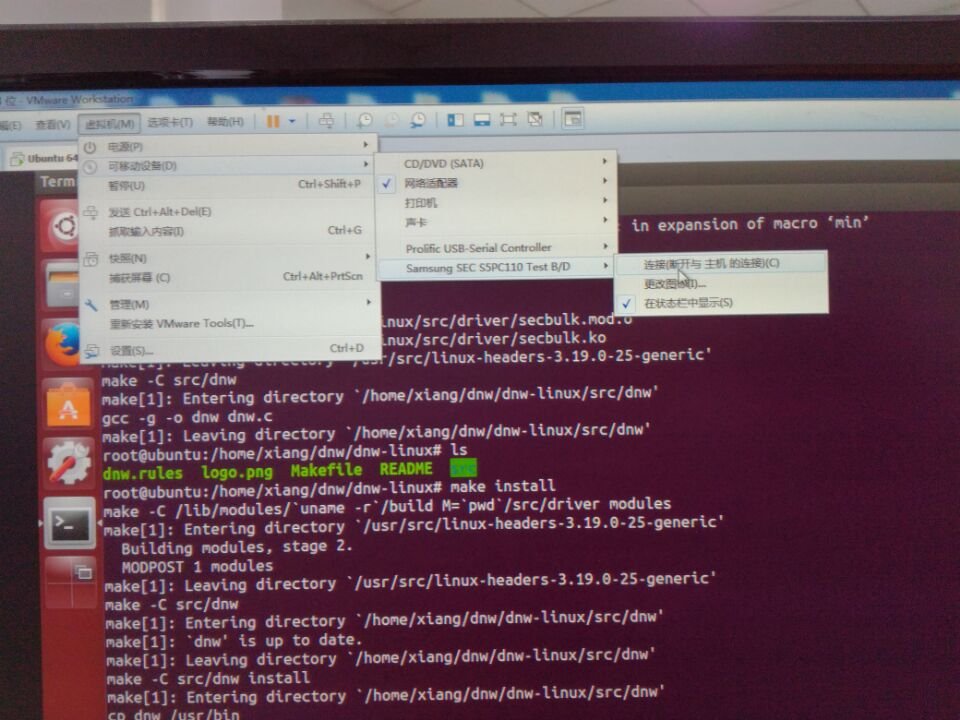 位 - VMware Workstation
编辑(E) 查看(V) 虚拟机(M) 选项卡(T) 帮助(H)
Ubuntu 64
Term
电源(P)
可移动设备(D)
暂停(U) Ctrl+Shift+P
发送 Ctrl+Alt+Del(E)
抓取输入内容(I) Ctrl+G
快照(N)
捕获屏幕 (C) Ctrl+Alt+PrtScn
管理(M)
重新安装 VMware Tools(T)...
设置(S)... Ctrl+D
CD/DVD (SATA)
网络适配器
打印机
声卡
Prolific USB-Serial Controller
Samsung SEC S5PC110 Test B/D
连接(断开与 主机 的连接)(C)
更改图标(I)...
在状态栏中显示(S)
in expansion of macro ‘min’
inux/src/driver/secbulk.mod.o
inux/src/driver/secbulk.ko
make[1]: Leaving directory `/usr/src/linux-headers-3.19.0-25-generic'
make -C src/dnw
make[1]: Entering directory `/home/xiang/dnw/dnw-linux/src/dnw'
gcc -g -o dnw dnw.c
make[1]: Leaving directory `/home/xiang/dnw/dnw-linux/src/dnw'
root@ubuntu:/home/xiang/dnw/dnw-linux# ls
dnw.rules logo.png Makefile README src
root@ubuntu:/home/xiang/dnw/dnw-linux# make install
make -C /lib/modules/`uname -r`/build M=`pwd`/src/driver modules
make[1]: Entering directory `/usr/src/linux-headers-3.19.0-25-generic'
Building modules, stage 2.
MODPOST 1 modules
make[1]: Leaving directory `/usr/src/linux-headers-3.19.0-25-generic'
make -C src/dnw
make[1]: Entering directory `/home/xiang/dnw/dnw-linux/src/dnw'
make[1]: `dnw' is up to date.
make[1]: Leaving directory `/home/xiang/dnw/dnw-linux/src/dnw'
make -C src/dnw install
make[1]: Entering directory `/home/xiang/dnw/dnw-linux/src/dnw'
cp dnw /usr/bin